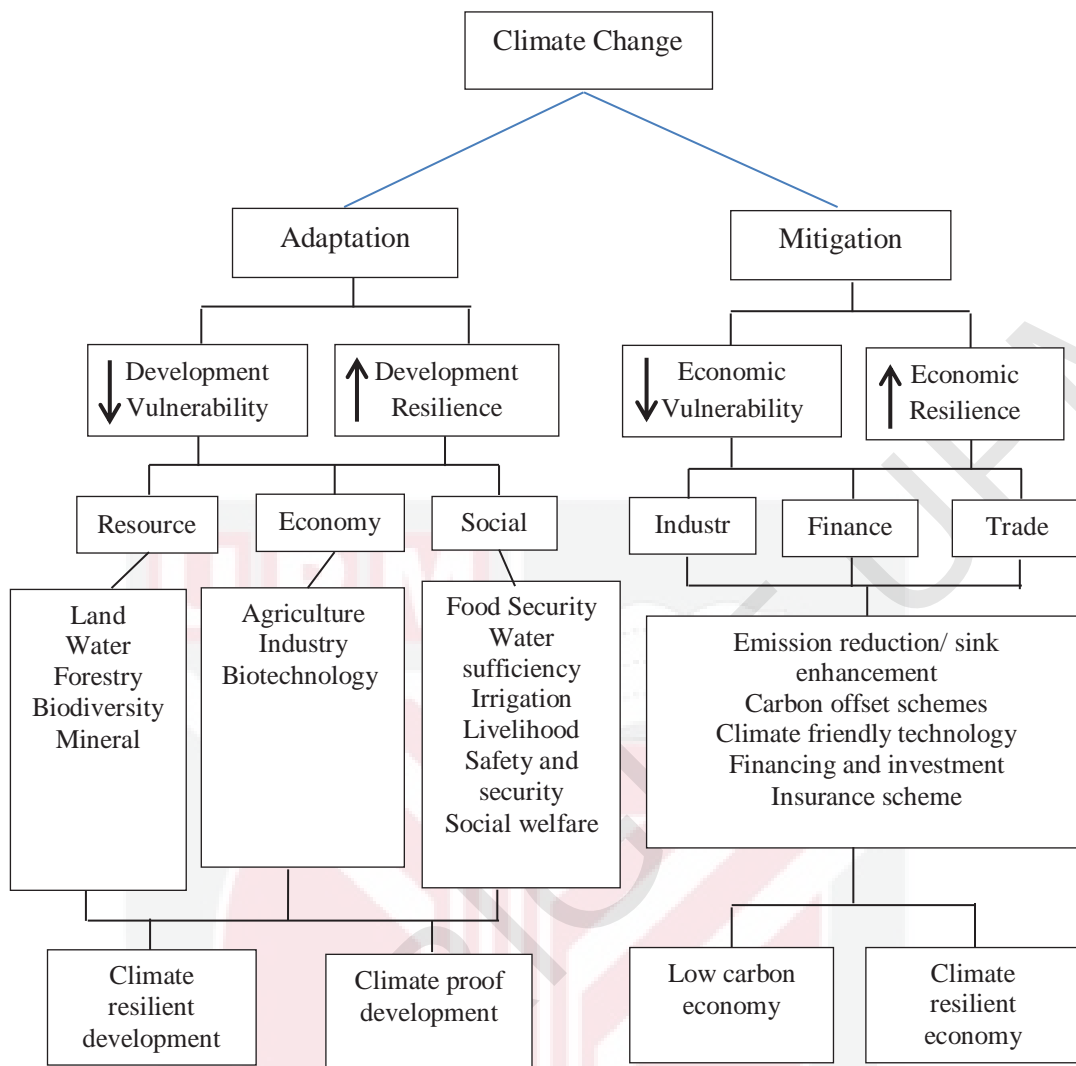 Climate Change
Adaptation
Mitigation
Development
Vulnerability
Development
Resilience
Economic
Vulnerability
Economic
Resilience
Resource
Economy
Social
Industr
Finance
Trade
Land
Water
Forestry
Biodiversity
Mineral
Agriculture
Industry
Biotechnology
Food Security
Water
sufficiency
Irrigation
Livelihood
Safety and
security
Social welfare
Emission reduction/ sink
enhancement
Carbon offset schemes
Climate friendly technology
Financing and investment
Insurance scheme
Climate
resilient
development
Climate proof
development
Low carbon
economy
Climate
resilient
economy
UPM